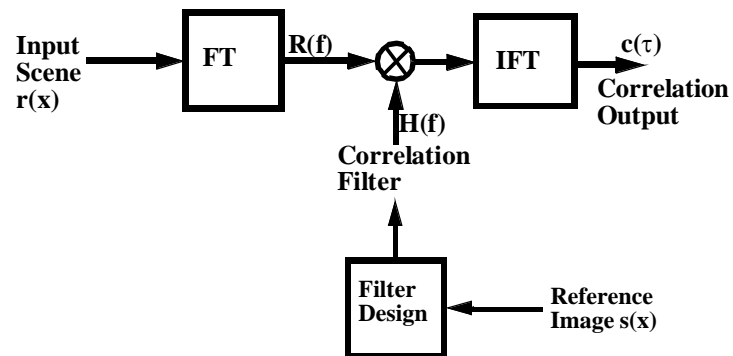 Input
Scene
r(x)
FT
R(f)
IFT
c(τ)
Correlation
Output
H(f)
Correlation
Filter
Filter
Design
Reference
Image s(x)